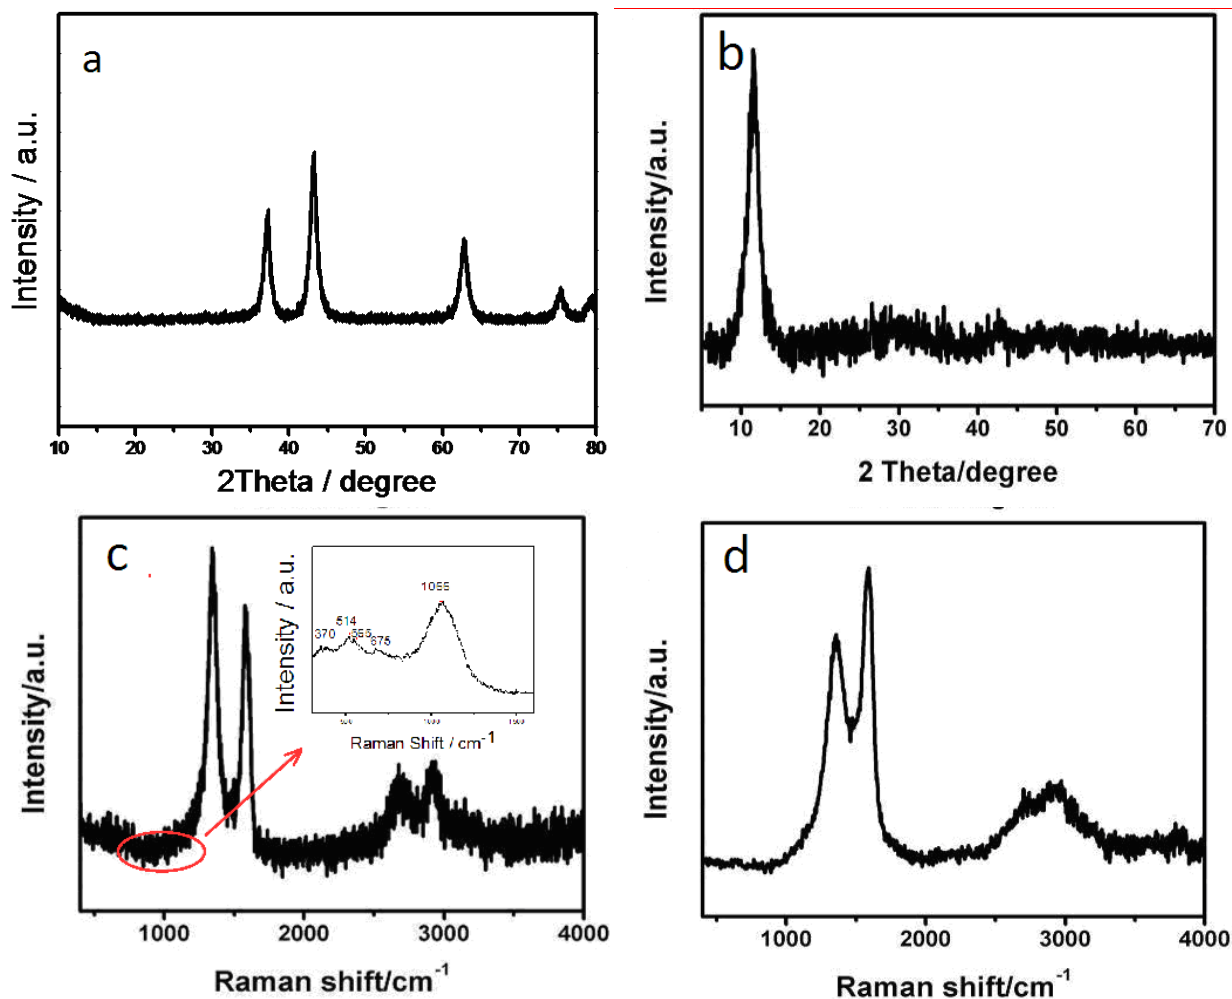 a
Intensity / a.u.
10 20 30 40 50 60 70 80
2Theta / degree
b
Intensity/a.u.
10 20 30 40 50 60 70
2 Theta/degree
c
Intensity/a.u.
1000 2000 3000 4000
Raman shift/cm-1
Intensity / a.u.
370 514 565 675 1055
1000
Raman Shift / cm-1
d
Intensity/a.u.
1000 2000 3000 4000
Raman shift/cm-1